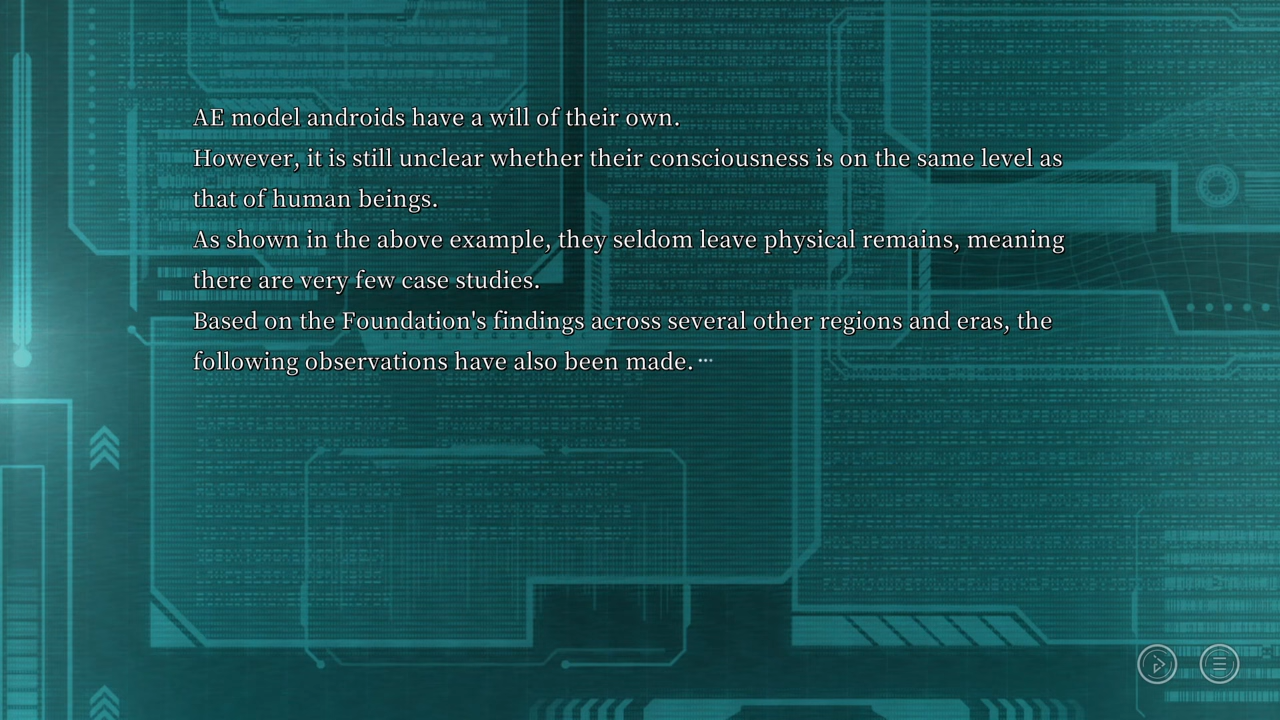 AE model androids have a will of their own.
However, it is still unclear whether their consciousness is on the same level as
that of human beings.
As shown in the above example, they seldom leave physical remains, meaning
there are very few case studies.
Based on the Foundation's findings across several other regions and eras, the
following observations have also been made. …